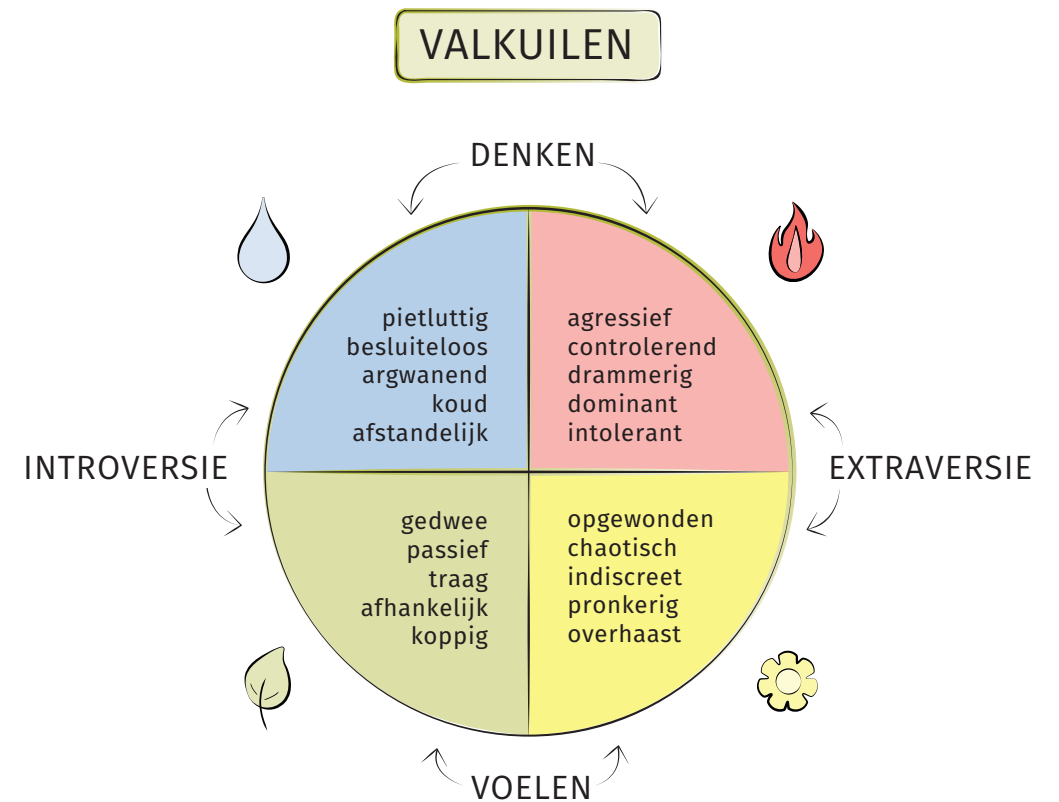 VALKUILEN
DENKEN
pietluttig
besluiteloos
argwanend
koud
afstandelijk
agressief
controlerend
drammerig
dominant
intolerant
INTROVERSIE
EXTRAVERSIE
gedwee
passief
traag
afhankelijk
koppig
opgewonden
chaotisch
indiscreet
pronkerig
overhaast
VOELEN